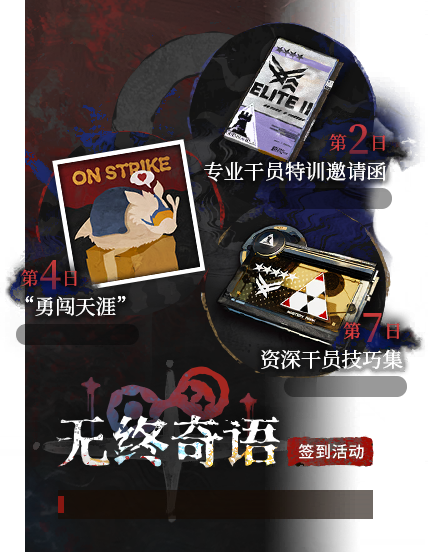 ELITE II
第2日
专业干员特训邀请函
ON STRIKE
第4日
“勇闯天涯”
第7日
资深干员技巧集
无终奇语
签到活动